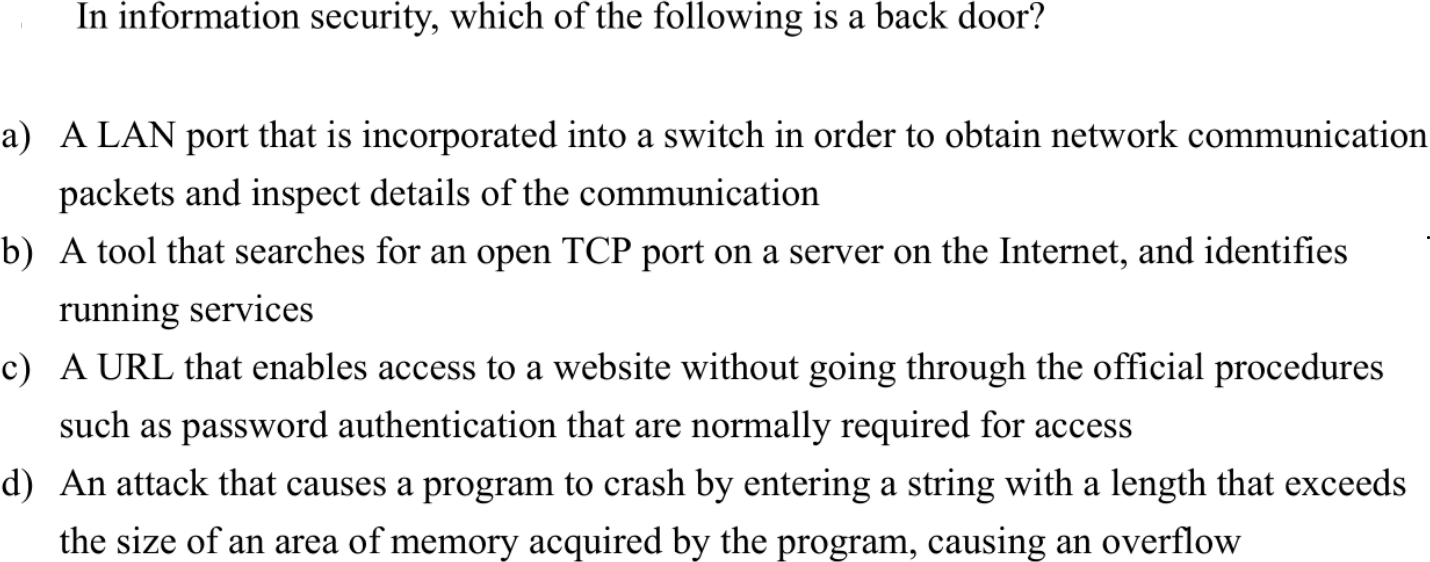 In information security, which of the following is a back door?
a) A LAN port that is incorporated into a switch in order to obtain network communication
packets and inspect details of the communication
b) A tool that searches for an open TCP port on a server on the Internet, and identifies
running services
c) A URL that enables access to a website without going through the official procedures
such as password authentication that are normally required for access
d) An attack that causes a program to crash by entering a string with a length that exceeds
the size of an area of memory acquired by the program, causing an overflow